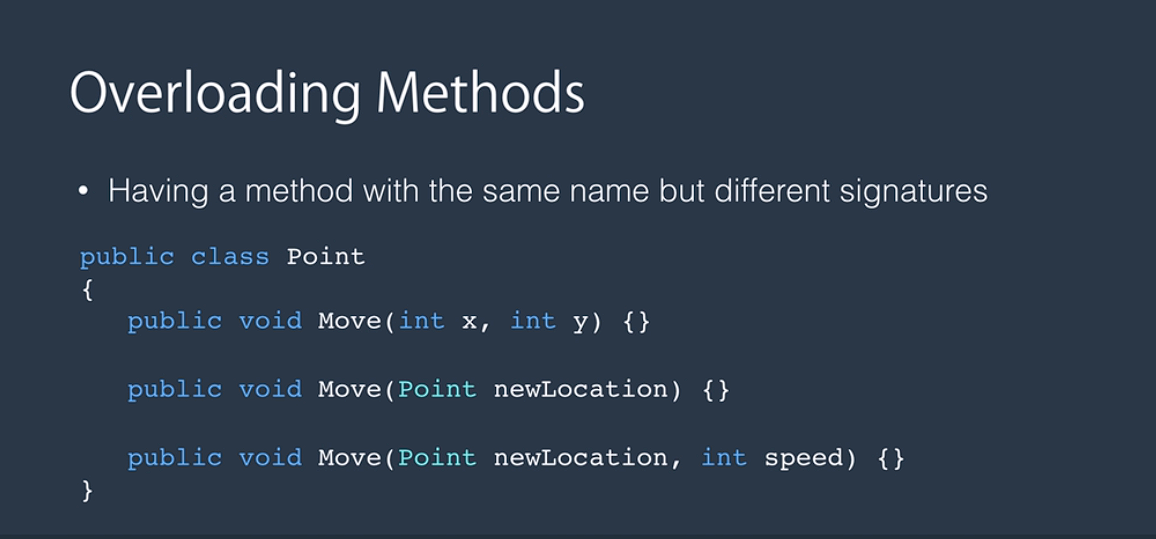 Overloading Methods
• Having a method with the same name but different signatures
public class Point
{
public void Move(int x, int y) {}
public void Move(Point newLocation) {}
public void Move(Point newLocation, int speed) {}
}